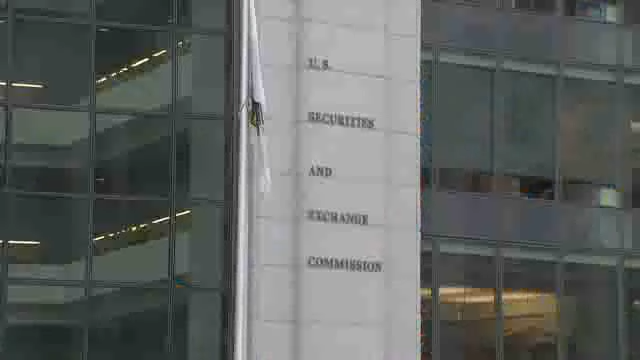 U.S.
SECURITIES
AND
EXCHANGE
COMMISSION